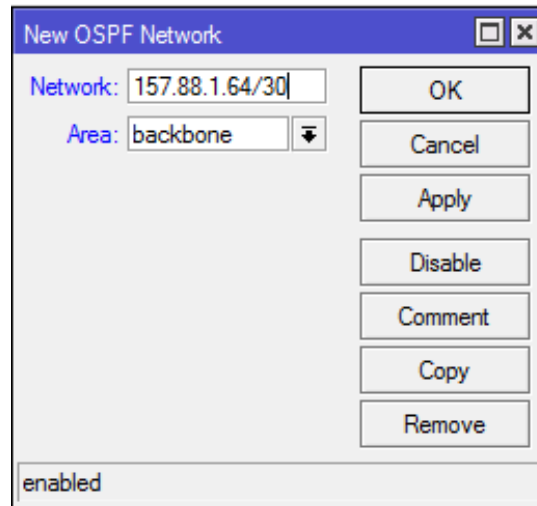 New OSPF Network
Network: 157.88.1.64/30
Area: backbone
OK
Cancel
Apply
Disable
Comment
Copy
Remove
enabled